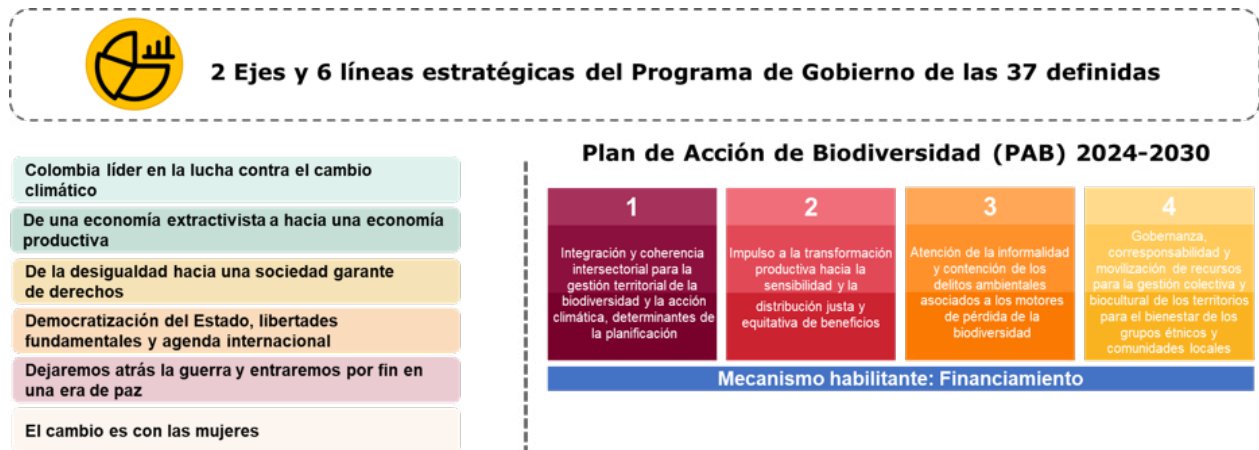 2 Ejes y 6 líneas estratégicas del Programa de Gobierno de las 37 definidas
Colombia líder en la lucha contra el cambio
climático
De una economía extractivista a hacia una economía
productiva
De la desigualdad hacia una sociedad garante
de derechos
Democratización del Estado, libertades
fundamentales y agenda internacional
Dejaremos atrás la guerra y entraremos por fin en
una era de paz
El cambio es con las mujeres
Plan de Acción de Biodiversidad (PAB) 2024-2030
1
Integración y coherencia
intersectorial para la
gestión territorial de la
biodiversidad y la acción
climática, determinantes de
la planificación
2
Impulso a la transformación
productiva hacia la
sensibilidad y la
distribución justa y
equitativa de beneficios
3
Atención de la informalidad
y contención de los
delitos ambientales
asociados a los motores
de pérdida de la
biodiversidad
4
Gobernanza,
corresponsabilidad y
movilización de recursos
para la gestión colectiva y
biocultural de los territorios
para el bienestar de los
grupos étnicos y
comunidades locales
Mecanismo habilitante: Financiamiento